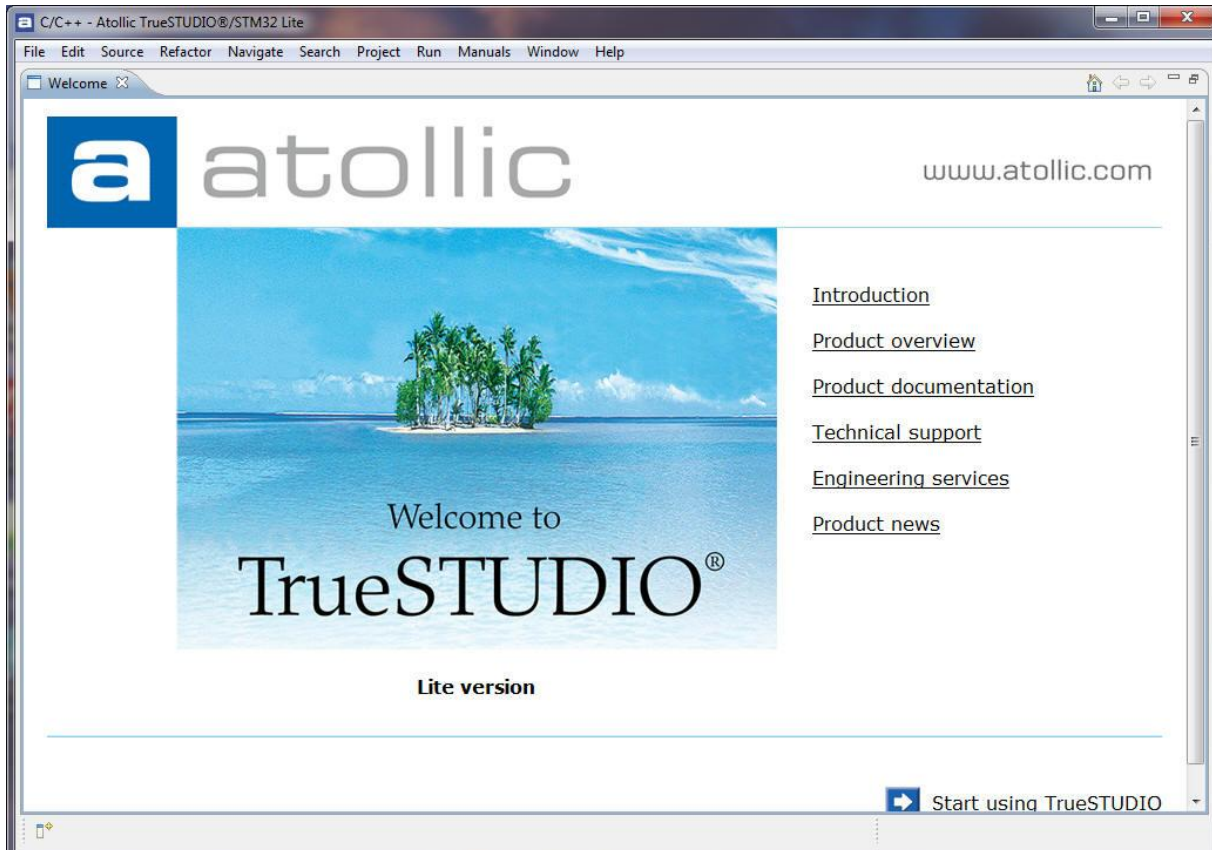 C/C++ - Atollic TrueSTUDIO®/STM32 Lite
File Edit Source Refactor Navigate Search Project Run Manuals Window Help
Welcome
a atollic
www.atollic.com
Introduction
Product overview
Product documentation
Technical support
Engineering services
Product news
Welcome to
TrueSTUDIO®
Lite version
Start using TrueSTUDIO